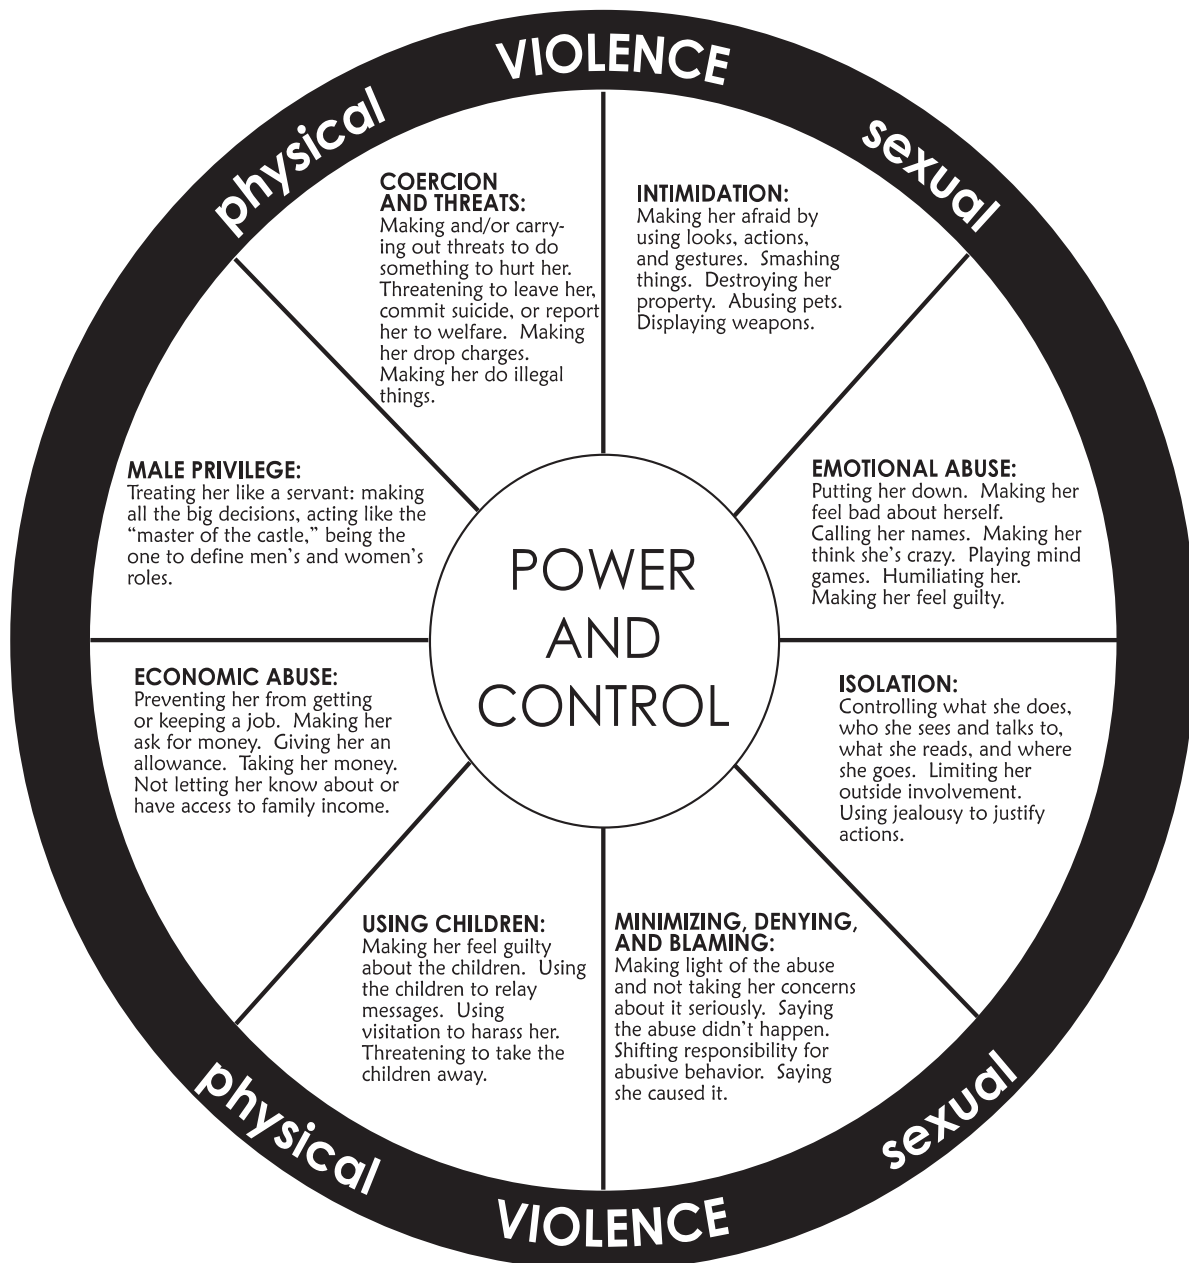 VIOLENCE
physical
sexual
COERCION
AND THREATS:
Making and/or carry-
ing out threats to do
something to hurt her.
Threatening to leave her,
commit suicide, or report
her to welfare.  Making
her drop charges.
Making her do illegal
things.
INTIMIDATION:
Making her afraid by
using looks, actions,
and gestures.  Smashing
things.  Destroying her
property.  Abusing pets.
Displaying weapons.
MALE PRIVILEGE:
Treating her like a servant: making
all the big decisions, acting like the
“master of the castle,” being the
one to define men’s and women’s
roles.
EMOTIONAL ABUSE:
Putting her down.  Making her
feel bad about herself.
Calling her names.  Making her
think she’s crazy.  Playing mind
games.  Humiliating her.
Making her feel guilty.
POWER
AND
CONTROL
ECONOMIC ABUSE:
Preventing her from getting
or keeping a job.  Making her
ask for money.  Giving her an
allowance.  Taking her money.
Not letting her know about or
have access to family income.
ISOLATION:
Controlling what she does,
who she sees and talks to,
what she reads, and where
she goes.  Limiting her
outside involvement.
Using jealousy to justify
actions.
USING CHILDREN:
Making her feel guilty
about the children.  Using
the children to relay
messages.  Using
visitation to harass her.
Threatening to take the
children away.
MINIMIZING, DENYING,
AND BLAMING:
Making light of the abuse
and not taking her concerns
about it seriously.  Saying
the abuse didn’t happen.
Shifting responsibility for
abusive behavior.  Saying
she caused it.
physical
sexual
VIOLENCE